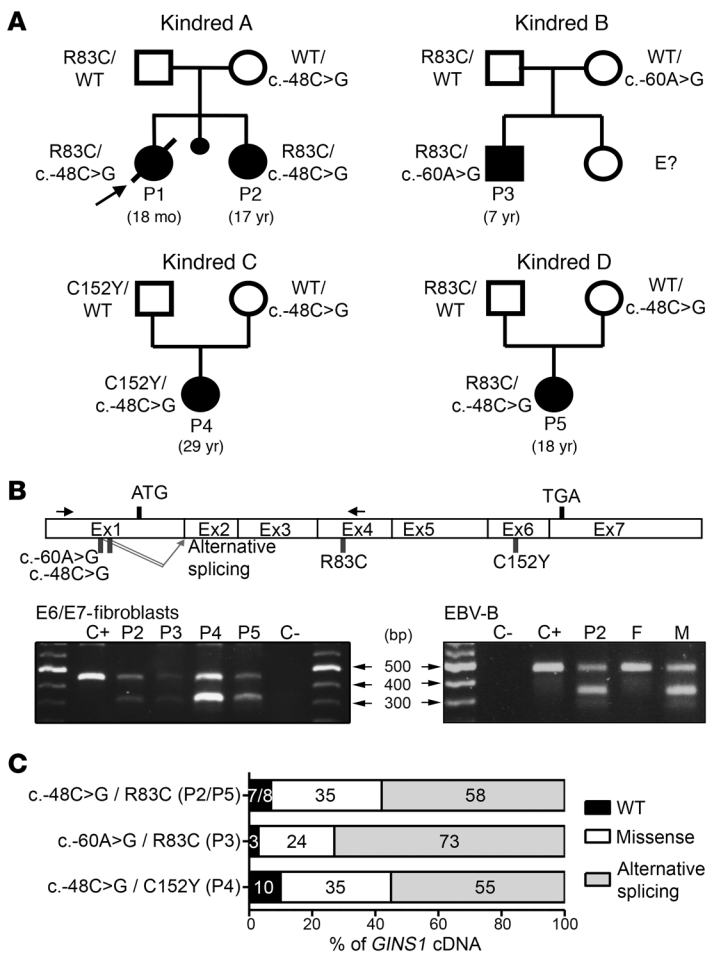 A
Kindred A
R83C/
WT
WT/
c.-48C>G
R83C/
c.-48C>G
R83C/
c.-48C>G
P1
(18 mo)
P2
(17 yr)
Kindred B
R83C/
WT
WT/
c.-60A>G
R83C/
c.-60A>G
E?
P3
(7 yr)
Kindred C
C152Y/
WT
WT/
c.-48C>G
C152Y/
c.-48C>G
P4
(29 yr)
Kindred D
R83C/
WT
WT/
c.-48C>G
R83C/
c.-48C>G
P5
(18 yr)
B
ATG
TGA
Ex1 Ex2 Ex3 Ex4 Ex5 Ex6 Ex7
c.-60A>G
c.-48C>G
Alternative
splicing
R83C
C152Y
E6/E7-fibroblasts
C+ P2 P3 P4 P5 C-
(bp)
500
400
300
EBV-B
C- C+ P2 F M
C
c.-48C>G / R83C (P2/P5)
7/8 35 58
c.-60A>G / R83C (P3)
3 24 73
c.-48C>G / C152Y (P4)
10 35 55
0 20 40 60 80 100
% of GINS1 cDNA
WT
Missense
Alternative
splicing